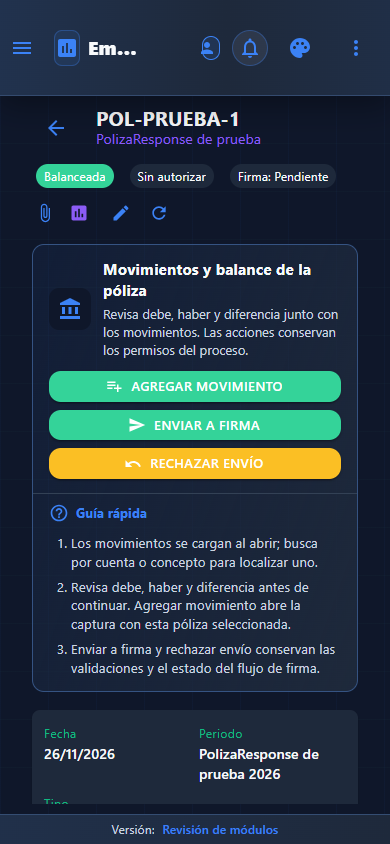 Em...
POL-PRUEBA-1
PolizaResponse de prueba
Balanceada
Sin autorizar
Firma: Pendiente
Movimientos y balance de la
póliza
Revisa debe, haber y diferencia junto con
los movimientos. Las acciones conservan
los permisos del proceso.
AGREGAR MOVIMIENTO
ENVIAR A FIRMA
RECHAZAR ENVÍO
Guía rápida
1. Los movimientos se cargan al abrir; busca
por cuenta o concepto para localizar uno.
2. Revisa debe, haber y diferencia antes de
continuar. Agregar movimiento abre la
captura con esta póliza seleccionada.
3. Enviar a firma y rechazar envío conservan las
validaciones y el estado del flujo de firma.
Fecha
26/11/2026
Periodo
PolizaResponse de
prueba 2026
Tipo
Versión: Revisión de módulos